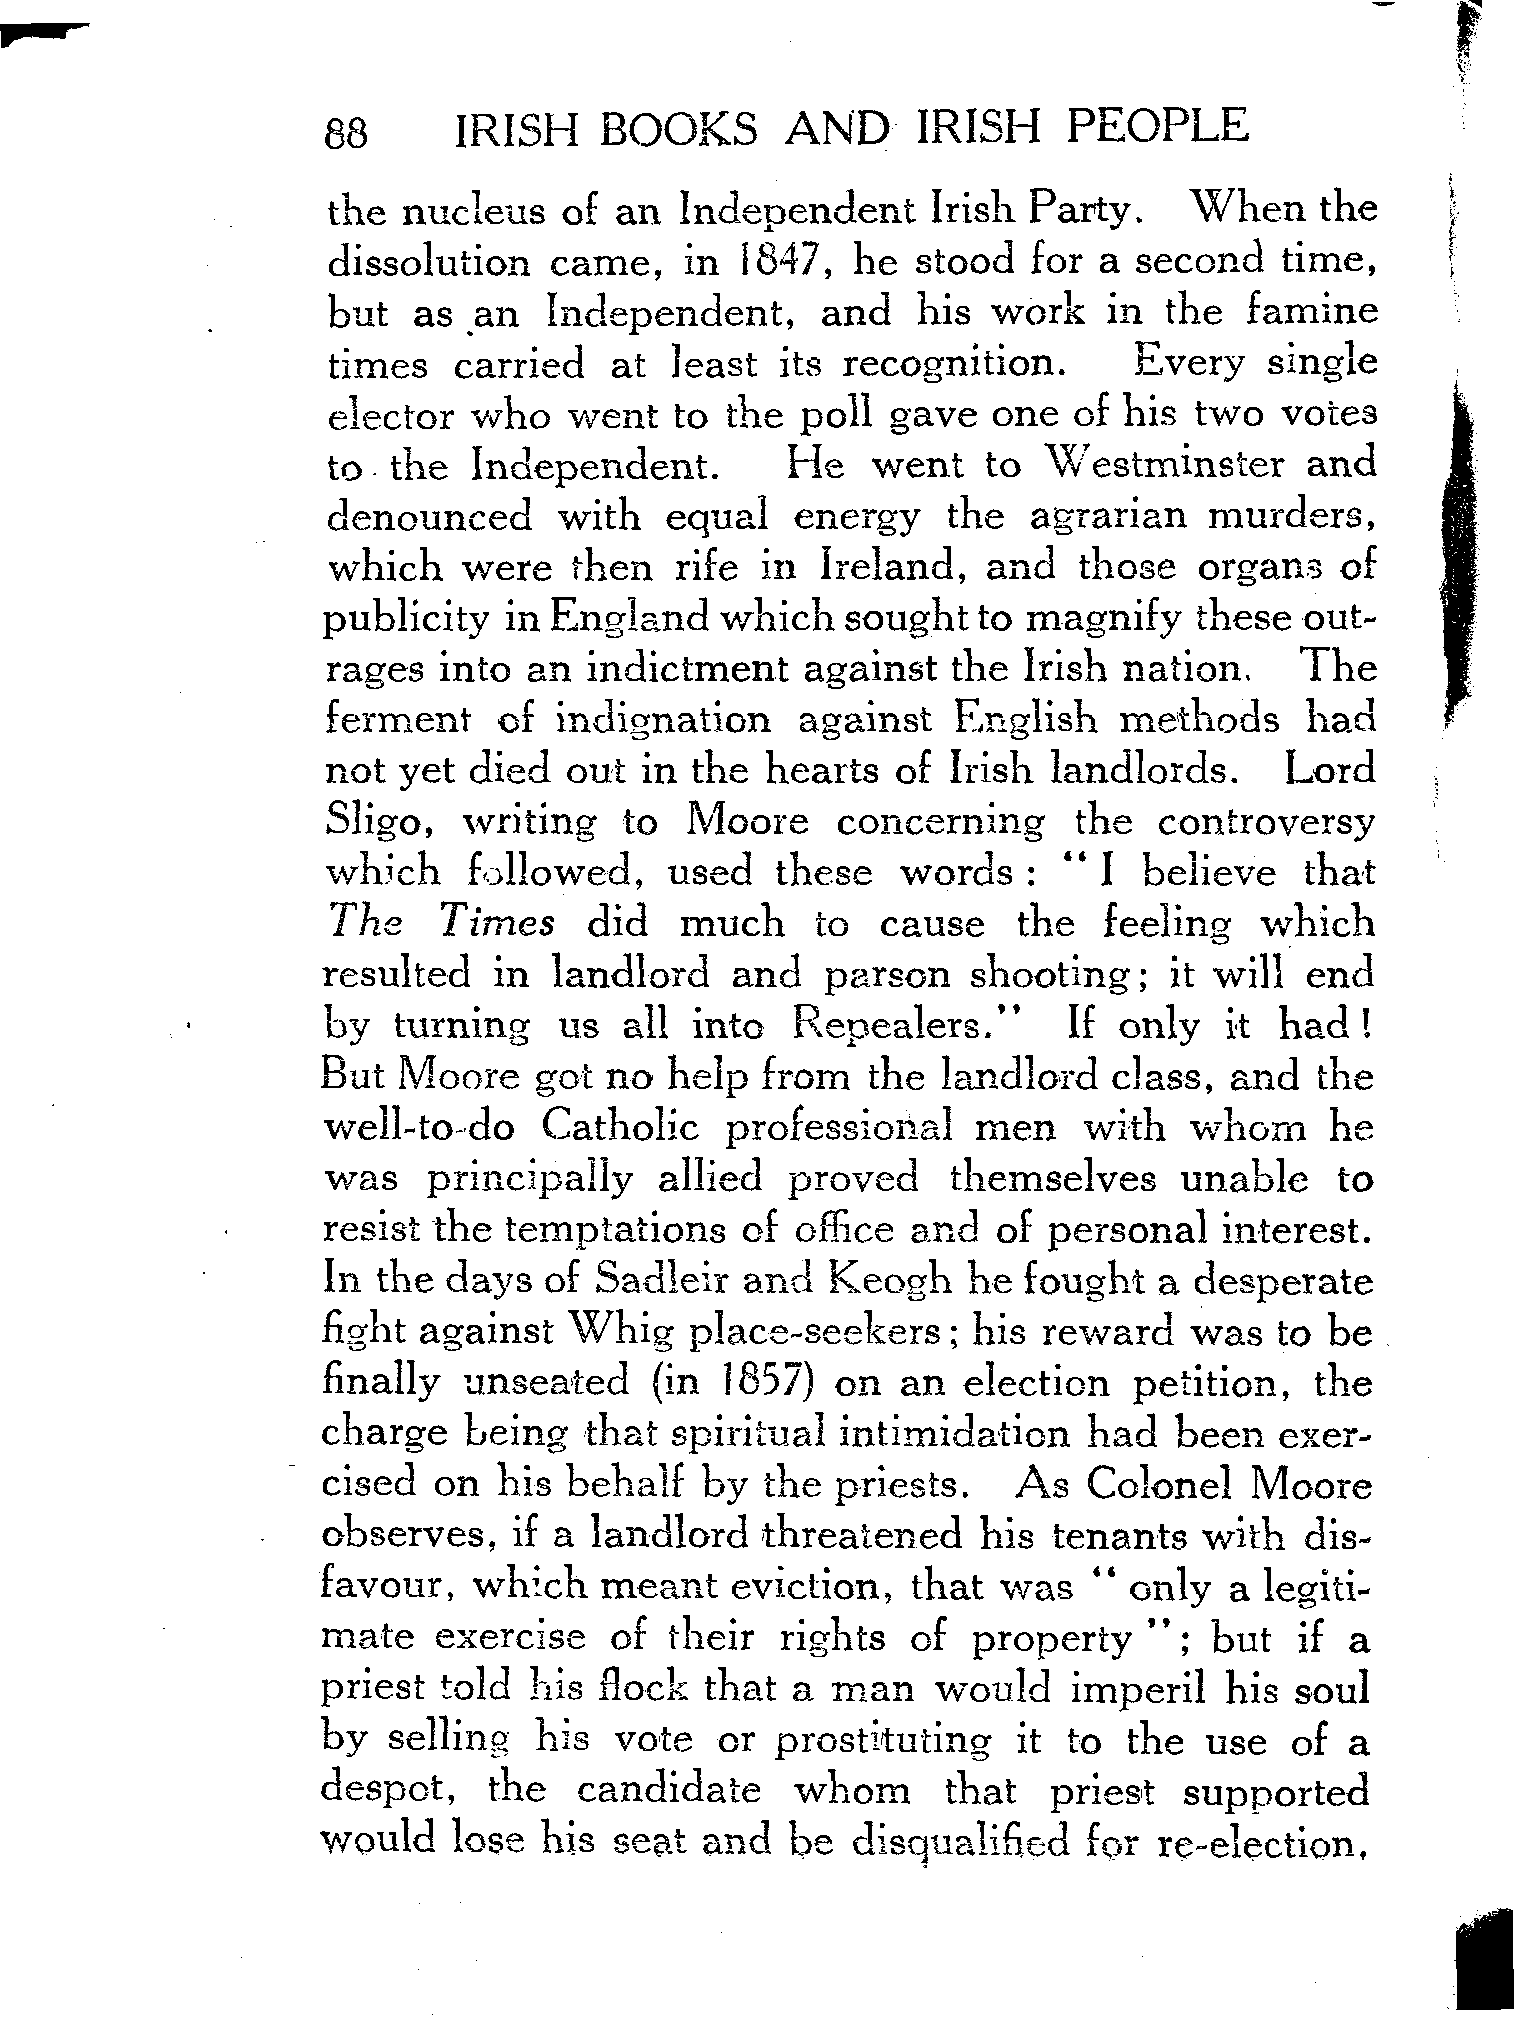 88 IRISH BOOKS AND IRISH PEOPLE
the nucleus of an Independent Irish Party. When the
dissolution came, in 1847, he stood for a second time,
but as an Independent, and his work in the famine
times carried at least its recognition. Every single
elector who went to the poll gave one of his two votes
to the Independent. He went to Westminster and
denounced with equal energy the agrarian murders,
which were then rife in Ireland, and those organs of
publicity in England which sought to magnify these out-
rages into an indictment against the Irish nation. The
ferment of indignation against English methods had
not yet died out in the hearts of Irish landlords. Lord
Sligo, writing to Moore concerning the controversy
which followed, used these words : “ I believe that
The Times did much to cause the feeling which
resulted in landlord and parson shooting; it will end
by turning us all into Repealers.” If only it had !
But Moore got no help from the landlord class, and the
well-to-do Catholic professional men with whom he
was principally allied proved themselves unable to
resist the temptations of office and of personal interest.
In the days of Sadleir and Keogh he fought a desperate
fight against Whig place-seekers; his reward was to be
finally unseated (in 1857) on an election petition, the
charge being that spiritual intimidation had been exer-
cised on his behalf by the priests. As Colonel Moore
observes, if a landlord threatened his tenants with dis-
favour, which meant eviction, that was “ only a legiti-
mate exercise of their rights of property ”; but if a
priest told his flock that a man would imperil his soul
by selling his vote or prostituting it to the use of a
despot, the candidate whom that priest supported
would lose his seat and be disqualified for re-election.